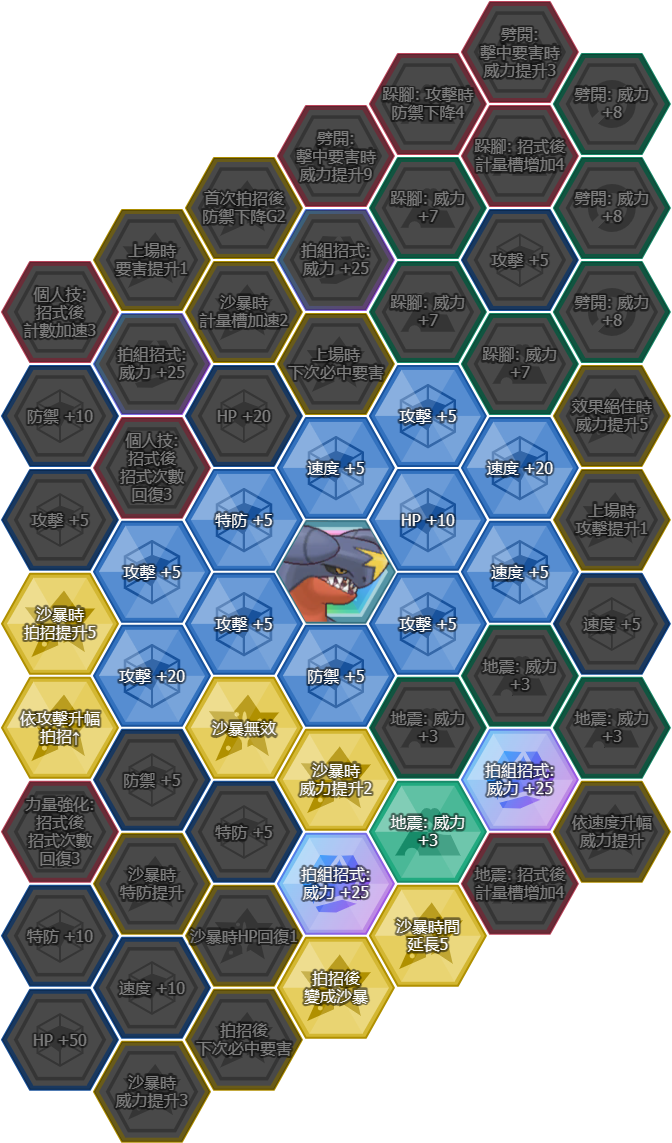 個人技:
招式後
計數加速3
防禦 +10
攻擊 +5
沙暴時
拍招提升5
依攻擊升幅
拍招↑
力量強化:
招式後
招式次數
回復3
特防 +10
HP +50
上場時
要害提升1
拍組招式:
威力 +25
個人技:
招式後
招式次數
回復3
攻擊 +5
攻擊 +20
防禦 +5
沙暴時
特防提升
速度 +10
沙暴時
威力提升3
首次拍招後
防禦下降G2
沙暴時
計量槽加速2
HP +20
特防 +5
攻擊 +5
沙暴無效
特防 +5
沙暴時HP回復1
拍招後
下次必中要害
劈開:
擊中要害時
威力提升9
拍組招式:
威力 +25
上場時
下次必中要害
速度 +5
防禦 +5
沙暴時
威力提升2
拍組招式:
威力 +25
拍招後
變成沙暴
跺腳: 攻擊時
防禦下降4
跺腳: 威力
+7
跺腳: 威力
+7
攻擊 +5
HP +10
攻擊 +5
地震: 威力
+3
地震: 威力
+3
沙暴時間
延長5
劈開:
擊中要害時
威力提升3
跺腳: 招式後
計量槽增加4
攻擊 +5
跺腳: 威力
+7
速度 +20
速度 +5
地震: 威力
+3
拍組招式:
威力 +25
地震: 招式後
計量槽增加4
劈開: 威力
+8
劈開: 威力
+8
劈開: 威力
+8
效果絕佳時
威力提升5
上場時
攻擊提升1
速度 +5
地震: 威力
+3
依速度升幅
威力提升